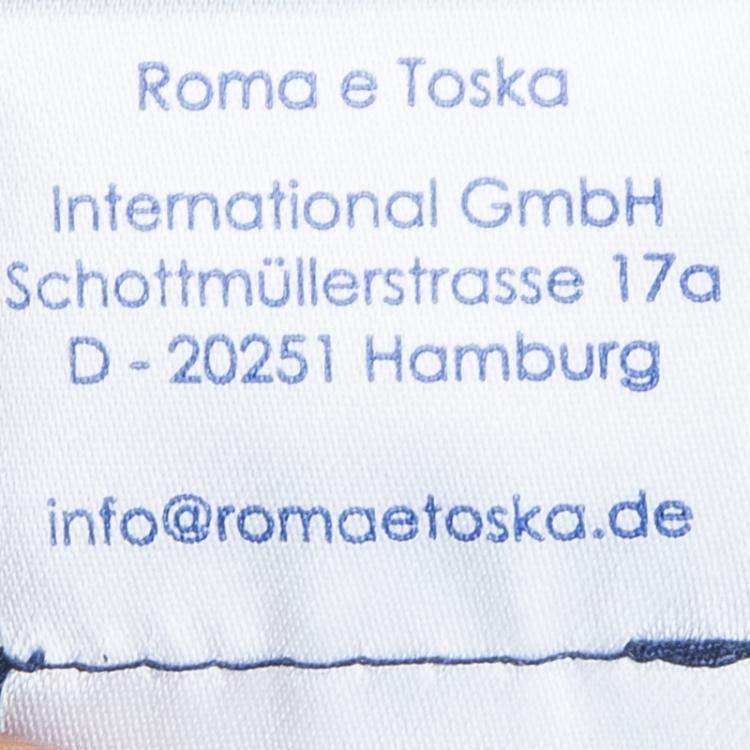 Roma e Toska
International GmbH
Schottmüllerstrasse 17a
D - 20251 Hamburg
info@romaetoska.de